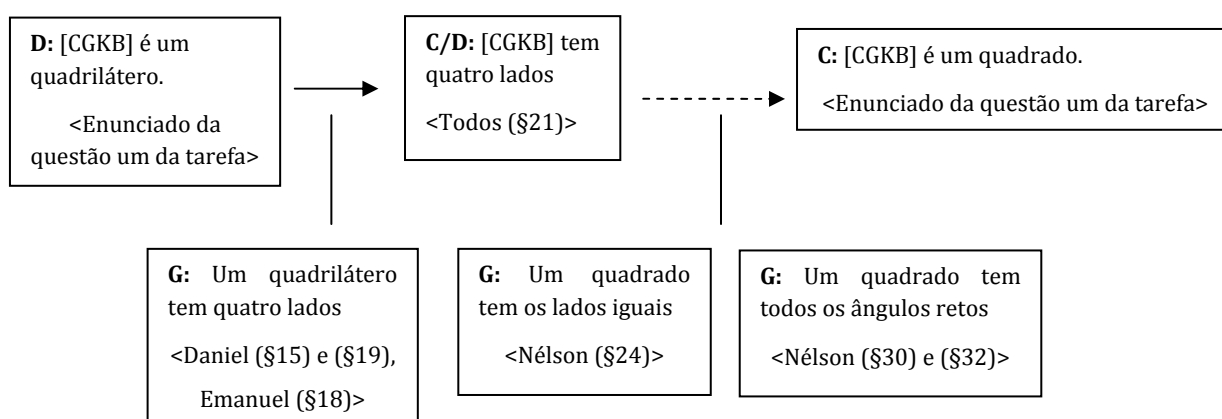 D: [CGKB] é um
quadrilátero.
<Enunciado da
questão um da tarefa>
C/D: [CGKB] tem
quatro lados
<Todos (§21)>
C: [CGKB] é um quadrado.
<Enunciado da questão um da tarefa>
G: Um quadrilátero
tem quatro lados
<Daniel (§15) e (§19),
Emanuel (§18)>
G: Um quadrado
tem os lados iguais
<Nélson (§24)>
G: Um quadrado tem
todos os ângulos retos
<Nélson (§30) e (§32)>